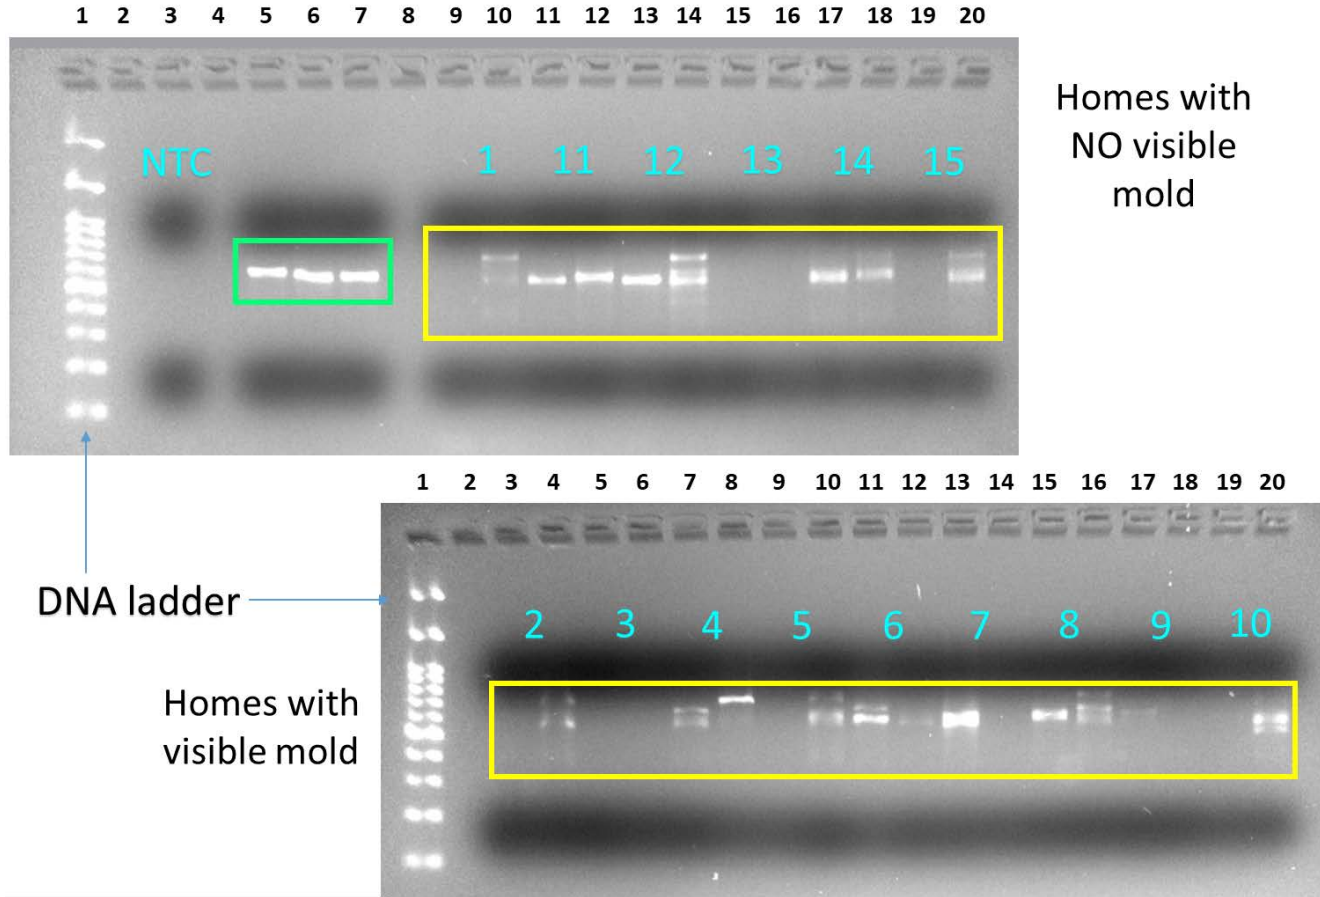 1 2 3 4 5 6 7 8 9 10 11 12 13 14 15 16 17 18 19 20
Homes with
NO visible
mold
NTC 1 11 12 13 14 15
1 2 3 4 5 6 7 8 9 10 11 12 13 14 15 16 17 18 19 20
DNA ladder
2 3 4 5 6 7 8 9 10
Homes with
visible mold